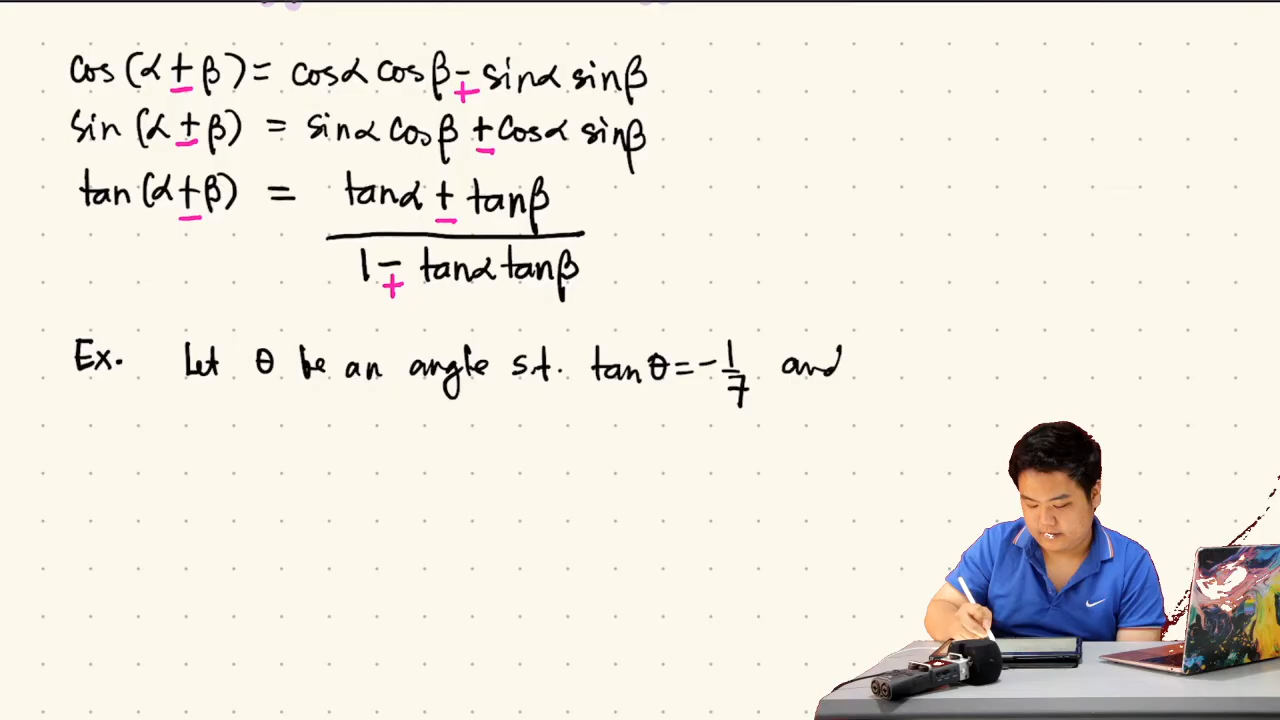 cos (α ± β) = cosα cosβ ∓ sinα sinβ
sin (α ± β) = sinα cosβ ± cosα sinβ
tan (α ± β) = tanα ± tanβ
1 ∓ tanα tanβ
Ex. Let θ be an angle s.t. tan θ = -1/7 and